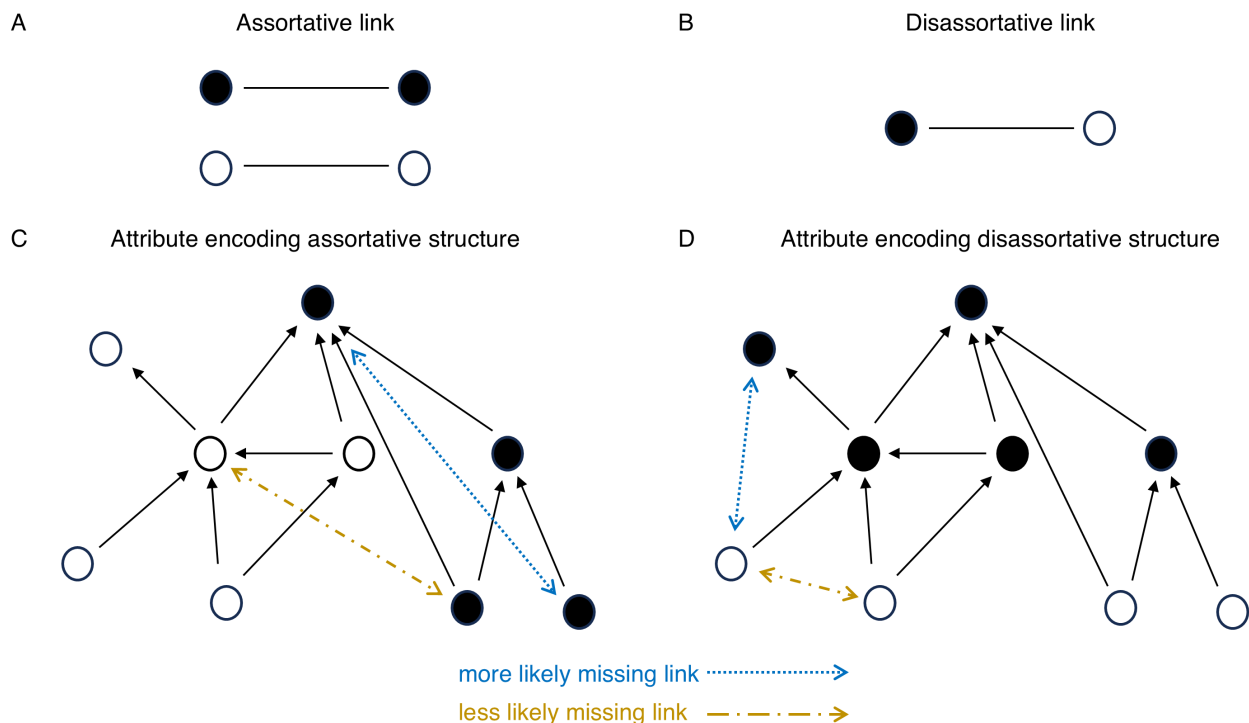 A
Assortative link
B
Disassortative link
C
Attribute encoding assortative structure
D
Attribute encoding disassortative structure
more likely missing link
less likely missing link